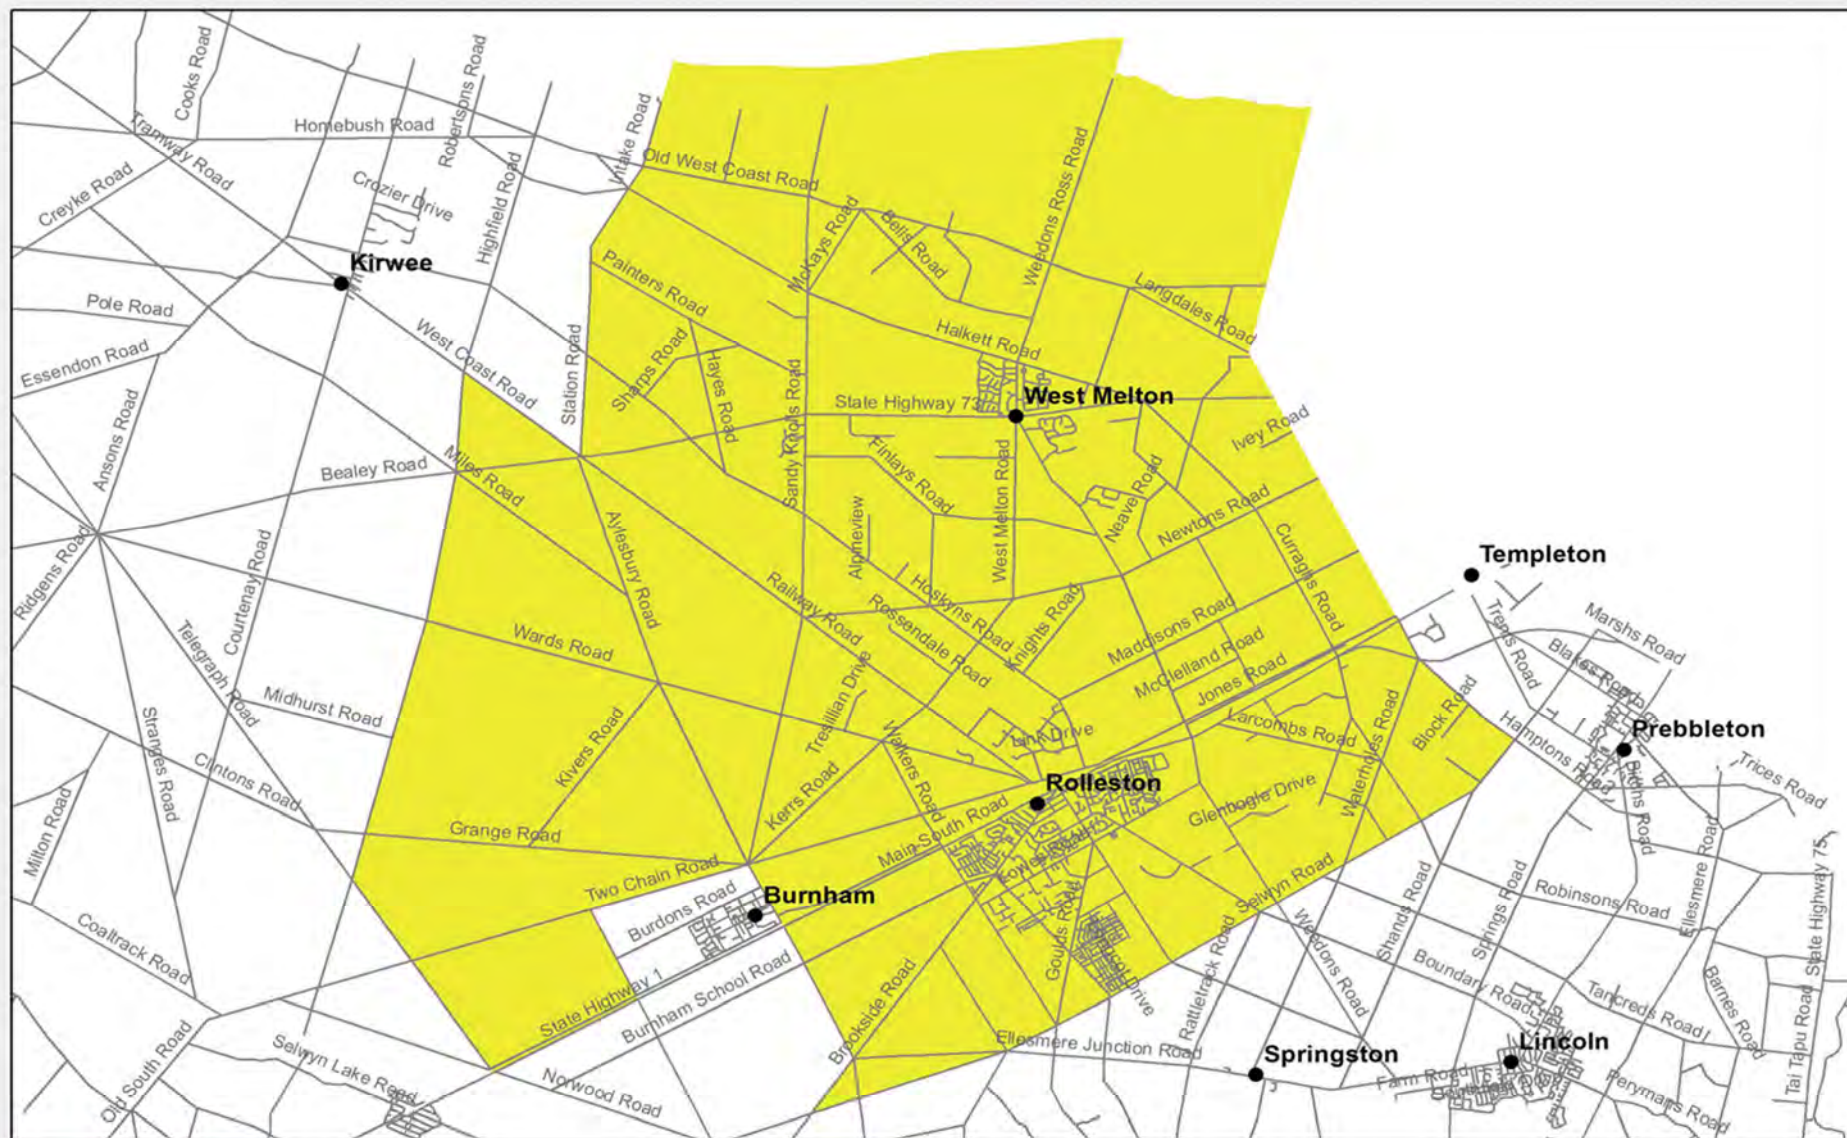 Cooks Road
Robertsons Road
Homebush Road
Tramway Road
Intake Road
Old West Coast Road
Weedons Ross Road
Creyke Road
Crozier Drive
Highfield Road
McKays Road
Bells Road
Kirwee
Painters Road
Langdales Road
Pole Road
West Coast Road
Halkett Road
Essendon Road
Station Road
Sharps Road
Hayes Road
Sandy Knolls Road
State Highway 73
West Melton
Ivey Road
Ansons Road
Bealey Road
Miles Road
Finlays Road
West Melton Road
Neave Road
Newtons Road
Aylesbury Road
Alpineview
Curraghs Road
Templeton
Ridgens Road
Courtenay Road
Railway Road
Hoskyns Road
Rossendale Road
Knights Road
Maddisons Road
Trents Road
Marshs Road
Wards Road
Telegraph Road
McClelland Road
Blakes Road
Jones Road
Midhurst Road
Tresillian Drive
Walkers Road
Link Drive
Larcombs Road
Waterholes Road
Block Road
Hamptons Road
Prebbleton
Stranges Road
Clintons Road
Kivers Road
Kerrs Road
Rolleston
Glenbogle Drive
Birchs Road
Trices Road
Milton Road
Grange Road
Main South Road
Two Chain Road
Burnham
Burdons Road
Goulds Road
Selwyn Road
Shands Road
Springs Road
Robinsons Road
Ellesmere Road
State Highway 75
Coaltrack Road
State Highway 1
Burnham School Road
Brookside Road
Rattletrack Road
Weedons Road
Boundary Road
Tancreds Road
Barnes Road
Tai Tapu Road
Old South Road
Selwyn Lake Road
Norwood Road
Ellesmere Junction Road
Springston
Lincoln
Farm Road
Perymans Road